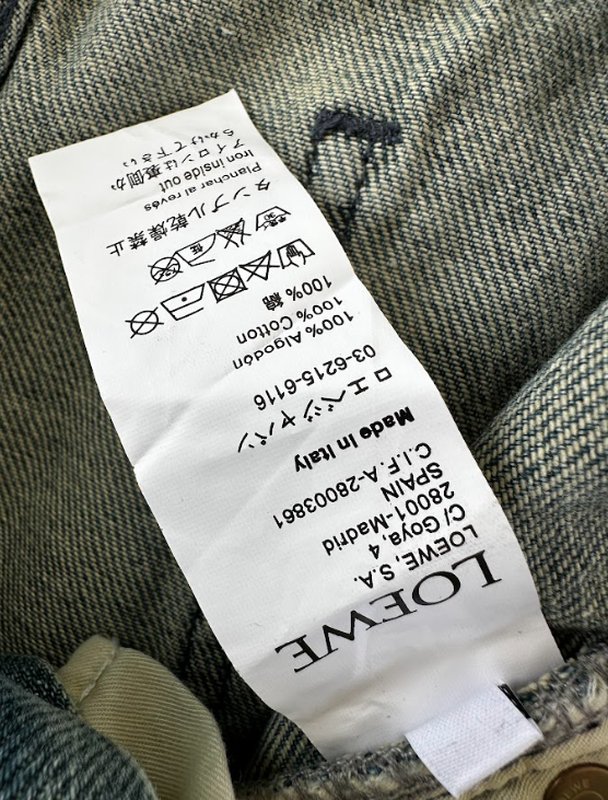 LOEWE
LOEWE, S.A.
C/ Goya, 4
28001-Madrid
SPAIN
C.I.F. A-28003861
Made in Italy
ロエベジャパン
03-6215-6116
100% Algodón
100% Cotton
100% 綿
タンブル乾燥禁止
Planchar al revés
Iron inside out
アイロンは裏側か
らかけて下さい